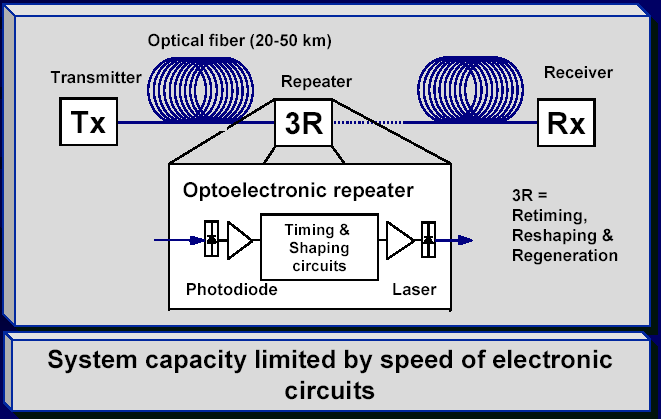 Optical fiber (20-50 km)
Transmitter
Repeater
Receiver
Tx
3R
Rx
Optoelectronic repeater
Timing &
Shaping
circuits
Photodiode
Laser
3R =
Retiming,
Reshaping &
Regeneration
System capacity limited by speed of electronic
circuits